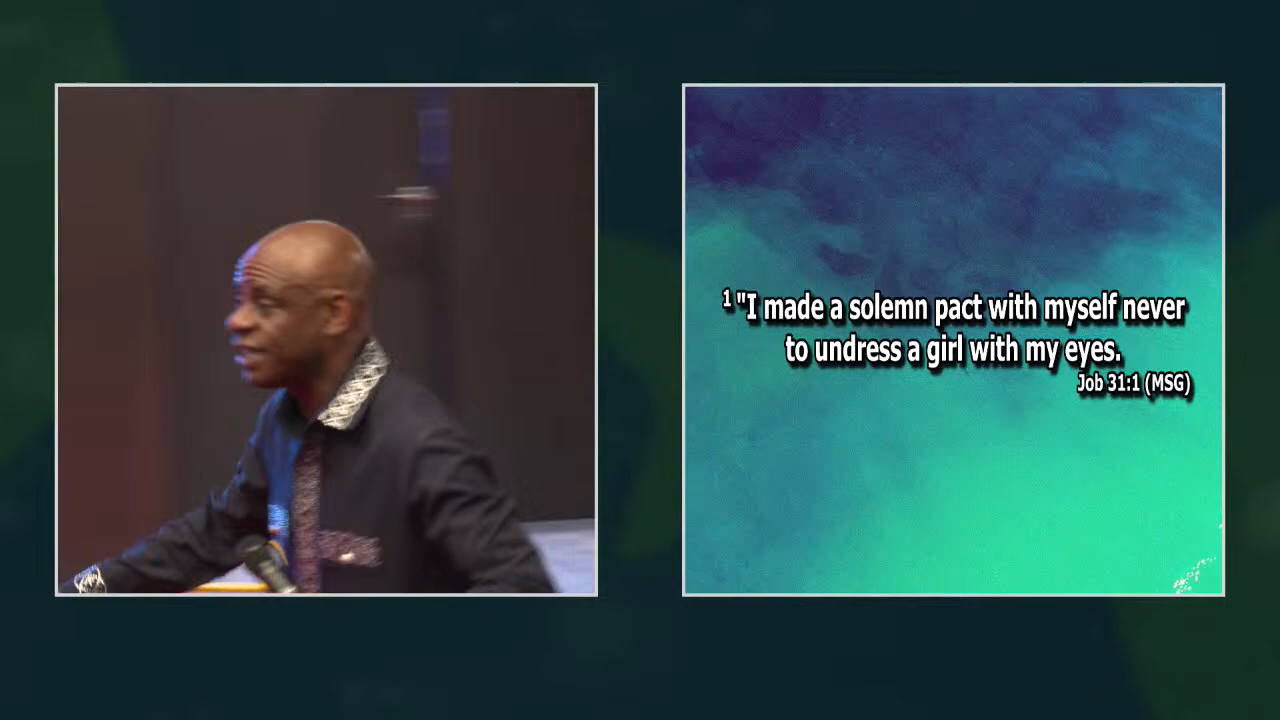 1 "I made a solemn pact with myself never
to undress a girl with my eyes.
Job 31:1 (MSG)